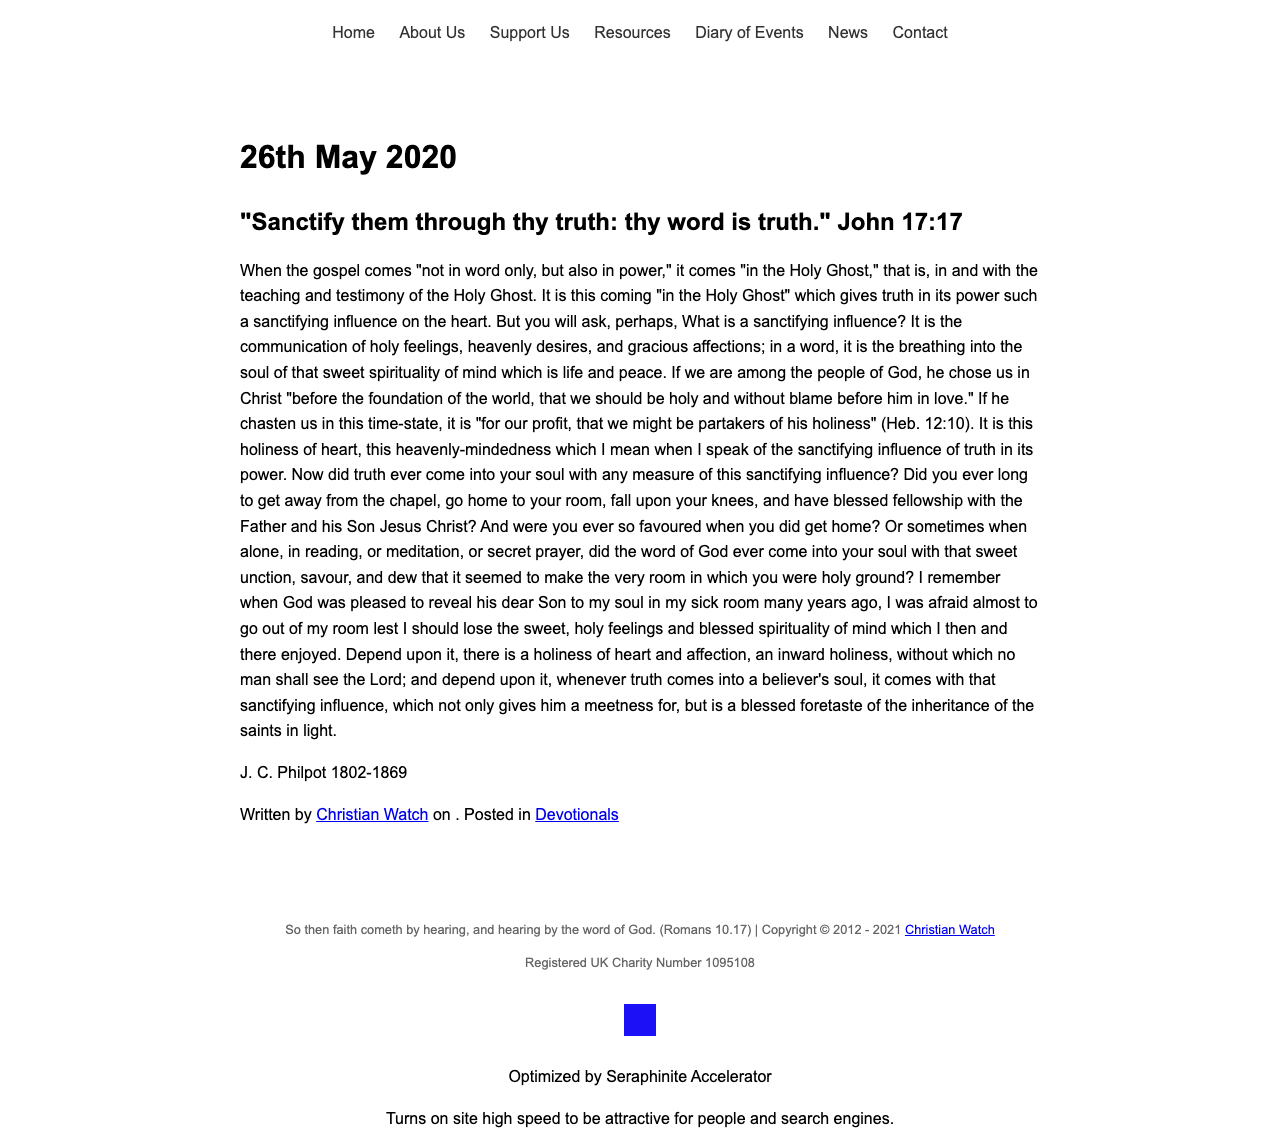 Home About Us Support Us Resources Diary of Events News Contact
26th May 2020
"Sanctify them through thy truth: thy word is truth." John 17:17
When the gospel comes "not in word only, but also in power," it comes "in the Holy Ghost," that is, in and with the
teaching and testimony of the Holy Ghost. It is this coming "in the Holy Ghost" which gives truth in its power such
a sanctifying influence on the heart. But you will ask, perhaps, What is a sanctifying influence? It is the
communication of holy feelings, heavenly desires, and gracious affections; in a word, it is the breathing into the
soul of that sweet spirituality of mind which is life and peace. If we are among the people of God, he chose us in
Christ "before the foundation of the world, that we should be holy and without blame before him in love." If he
chasten us in this time-state, it is "for our profit, that we might be partakers of his holiness" (Heb. 12:10). It is this
holiness of heart, this heavenly-mindedness which I mean when I speak of the sanctifying influence of truth in its
power. Now did truth ever come into your soul with any measure of this sanctifying influence? Did you ever long
to get away from the chapel, go home to your room, fall upon your knees, and have blessed fellowship with the
Father and his Son Jesus Christ? And were you ever so favoured when you did get home? Or sometimes when
alone, in reading, or meditation, or secret prayer, did the word of God ever come into your soul with that sweet
unction, savour, and dew that it seemed to make the very room in which you were holy ground? I remember
when God was pleased to reveal his dear Son to my soul in my sick room many years ago, I was afraid almost to
go out of my room lest I should lose the sweet, holy feelings and blessed spirituality of mind which I then and
there enjoyed. Depend upon it, there is a holiness of heart and affection, an inward holiness, without which no
man shall see the Lord; and depend upon it, whenever truth comes into a believer's soul, it comes with that
sanctifying influence, which not only gives him a meetness for, but is a blessed foretaste of the inheritance of the
saints in light.
J. C. Philpot 1802-1869
Written by Christian Watch on . Posted in Devotionals
So then faith cometh by hearing, and hearing by the word of God. (Romans 10.17) | Copyright © 2012 - 2021 Christian Watch
Registered UK Charity Number 1095108
Optimized by Seraphinite Accelerator
Turns on site high speed to be attractive for people and search engines.